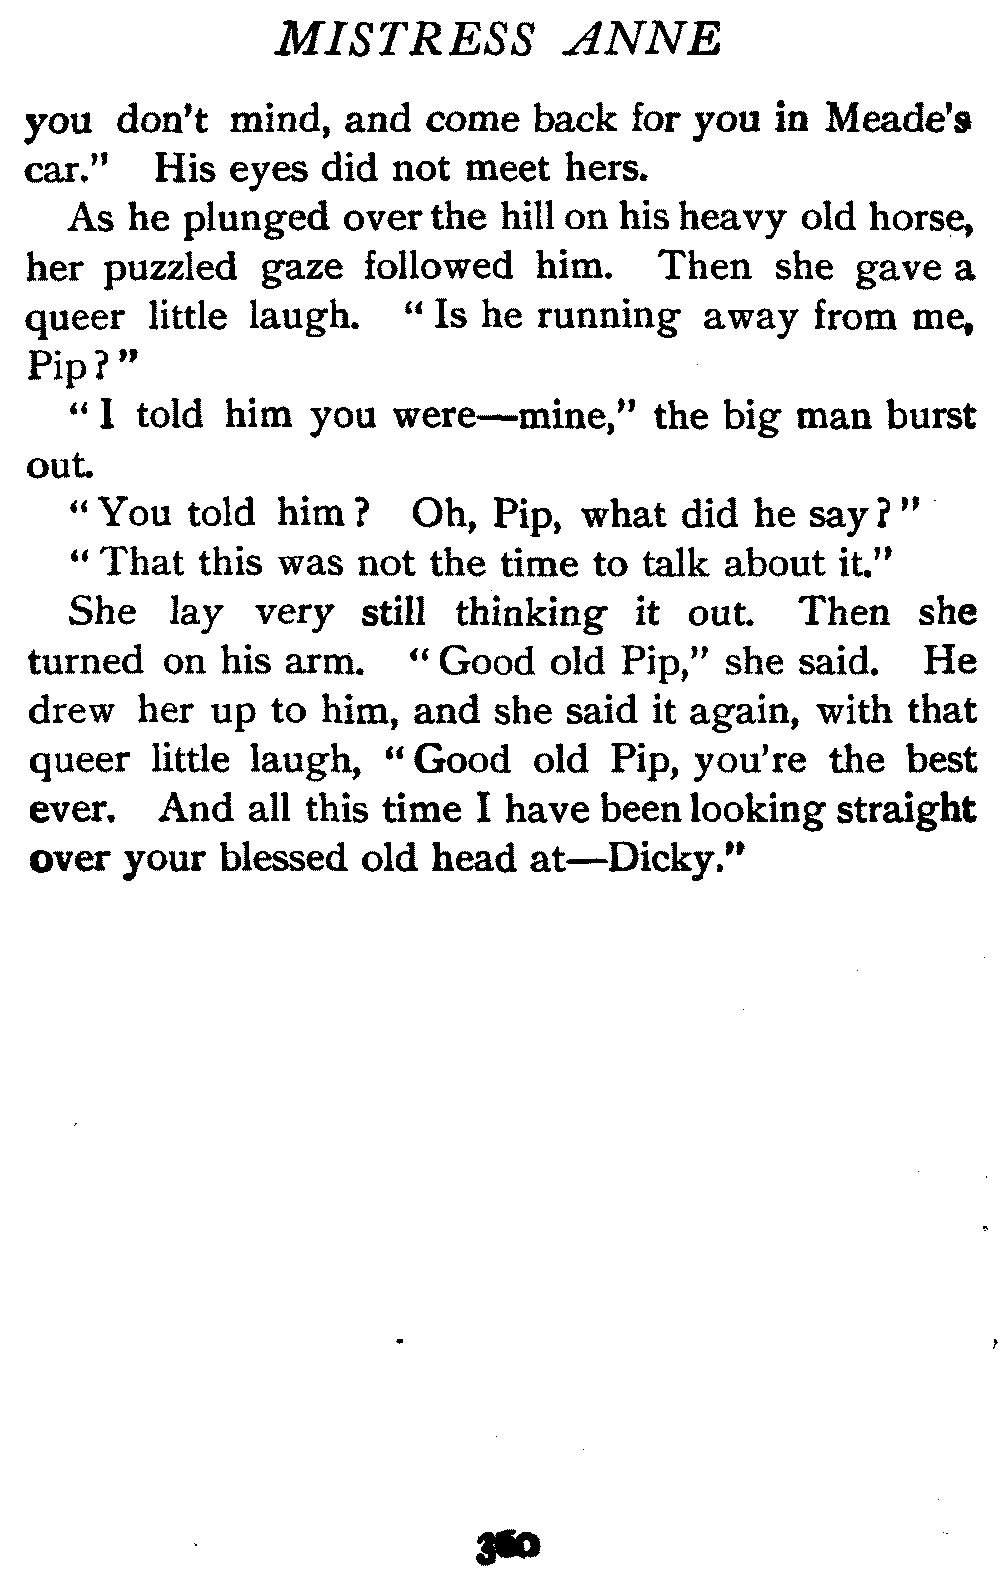 MISTRESS ANNE
you don't mind, and come back for you in Meade's
car." His eyes did not meet hers.
As he plunged over the hill on his heavy old horse,
her puzzled gaze followed him. Then she gave a
queer little laugh. "Is he running away from me,
Pip?"
"I told him you were—mine," the big man burst
out.
"You told him? Oh, Pip, what did he say?"
"That this was not the time to talk about it."
She lay very still thinking it out. Then she
turned on his arm. "Good old Pip," she said. He
drew her up to him, and she said it again, with that
queer little laugh, "Good old Pip, you're the best
ever. And all this time I have been looking straight
over your blessed old head at—Dicky."